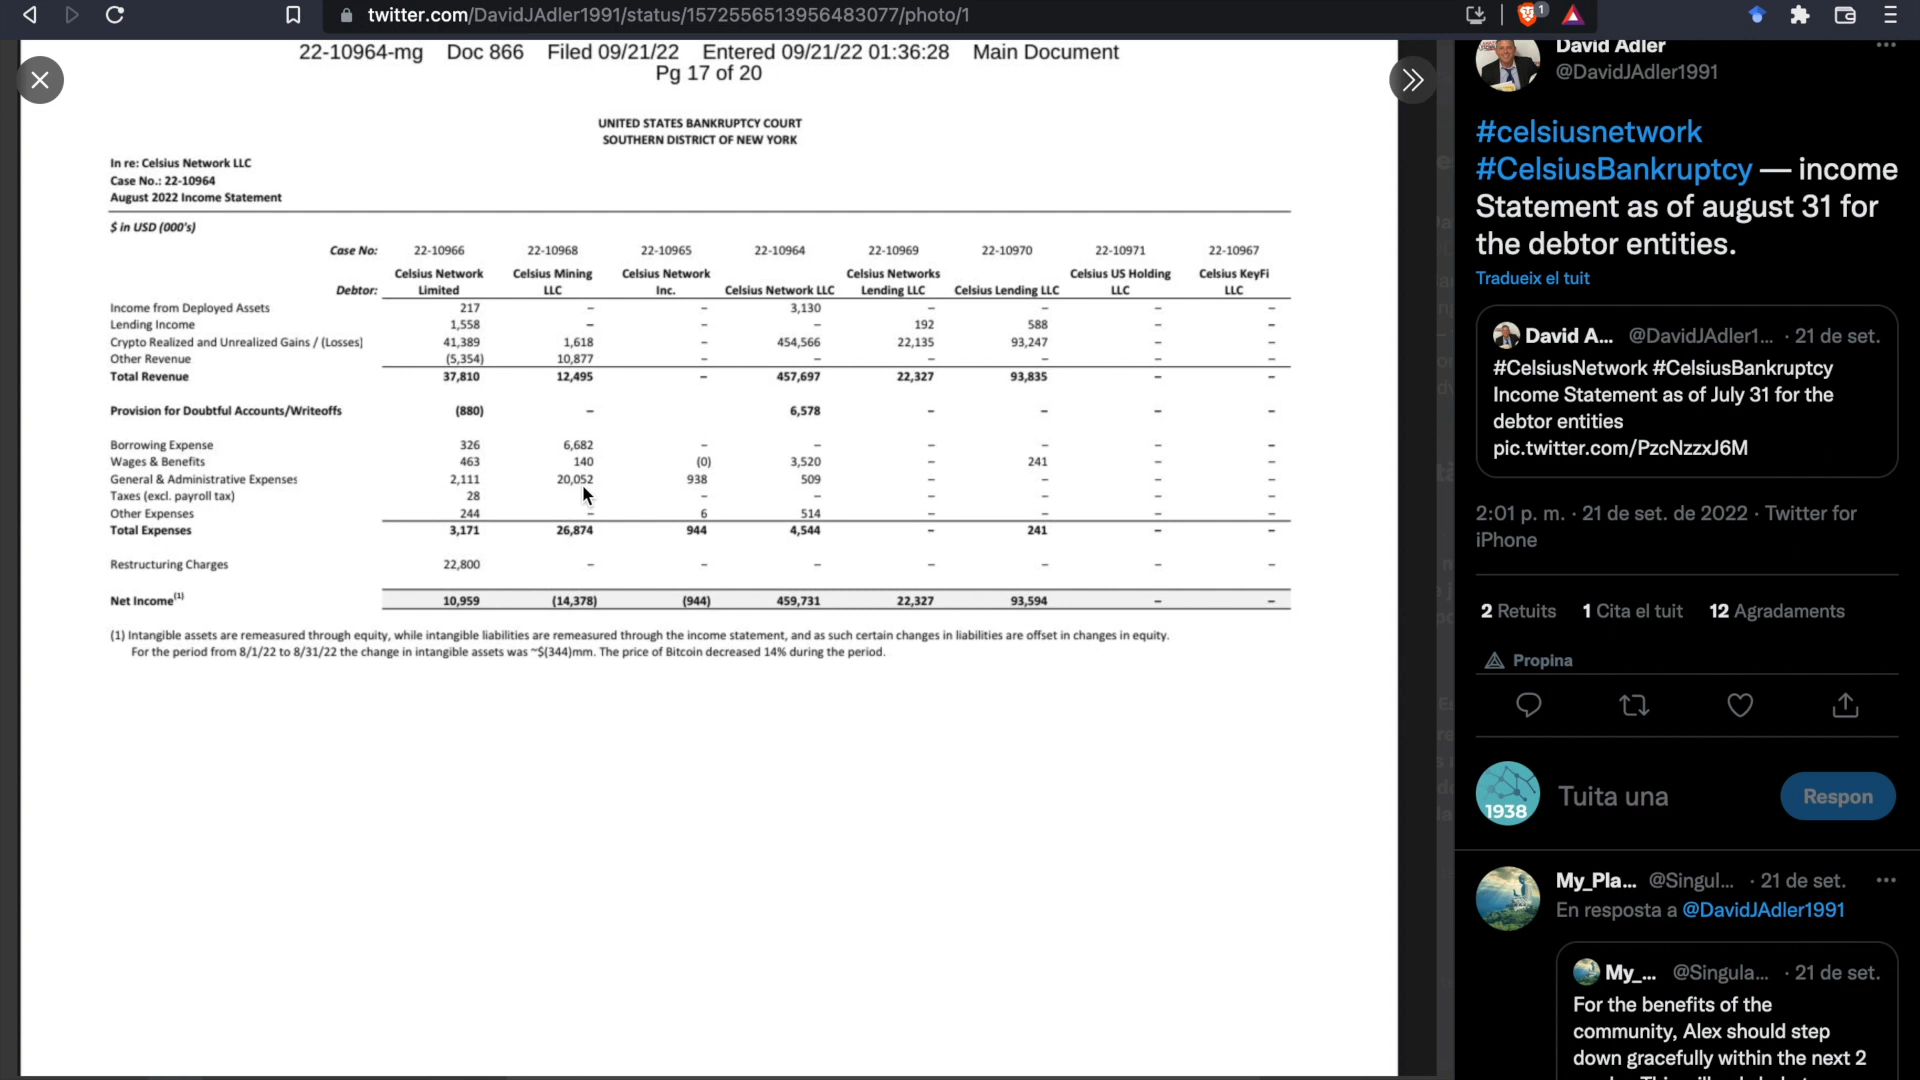 twitter.com/DavidJAdler1991/status/1572556513956483077/photo/1
1
22-10964-mg Doc 866 Filed 09/21/22 Entered 09/21/22 01:36:28 Main Document
Pg 17 of 20
UNITED STATES BANKRUPTCY COURT
SOUTHERN DISTRICT OF NEW YORK
In re: Celsius Network LLC
Case No.: 22-10964
August 2022 Income Statement
$ in USD (000's)
Case No: 22-10966 22-10968 22-10965 22-10964 22-10969 22-10970 22-10971 22-10967
Celsius Network Celsius Mining Celsius Network Celsius Networks Celsius US Holding Celsius KeyFi
Debtor: Limited LLC Inc. Celsius Network LLC Lending LLC Celsius Lending LLC LLC LLC
Income from Deployed Assets 217 – – 3,130 – – – –
Lending Income 1,558 – – – 192 588 – –
Crypto Realized and Unrealized Gains / (Losses) 41,389 1,618 – 454,566 22,135 93,247 – –
Other Revenue (5,354) 10,877 – – – – – –
Total Revenue 37,810 12,495 – 457,697 22,327 93,835 – –
Provision for Doubtful Accounts/Writeoffs (880) – 6,578 – – – –
Borrowing Expense 326 6,682 – – – – – –
Wages & Benefits 463 140 (0) 3,520 – 241 – –
General & Administrative Expenses 2,111 20,052 938 509 – – – –
Taxes (excl. payroll tax) 28 – – – – – –
Other Expenses 244 – 6 514 – – – –
Total Expenses 3,171 26,874 944 4,544 – 241 – –
Restructuring Charges 22,800 – – – – – – –
Net Income(1) 10,959 (14,378) (944) 459,731 22,327 93,594 – –
(1) Intangible assets are remeasured through equity, while intangible liabilities are remeasured through the income statement, and as such certain changes in liabilities are offset in changes in equity.
For the period from 8/1/22 to 8/31/22 the change in intangible assets was ~$(344)mm. The price of Bitcoin decreased 14% during the period.
David Adler
@DavidJAdler1991
#celsiusnetwork
#CelsiusBankruptcy — income
Statement as of august 31 for
the debtor entities.
Tradueix el tuit
David A... @DavidJAdler1... · 21 de set.
#CelsiusNetwork #CelsiusBankruptcy
Income Statement as of July 31 for the
debtor entities
pic.twitter.com/PzcNzzxJ6M
2:01 p. m. · 21 de set. de 2022 · Twitter for
iPhone
2 Retuits 1 Cita el tuit 12 Agradaments
Propina
1938
Tuita una
Respon
My_Pla... @Singul... · 21 de set.
En resposta a @DavidJAdler1991
My_... @Singula... · 21 de set.
For the benefits of the
community, Alex should step
down gracefully within the next 2